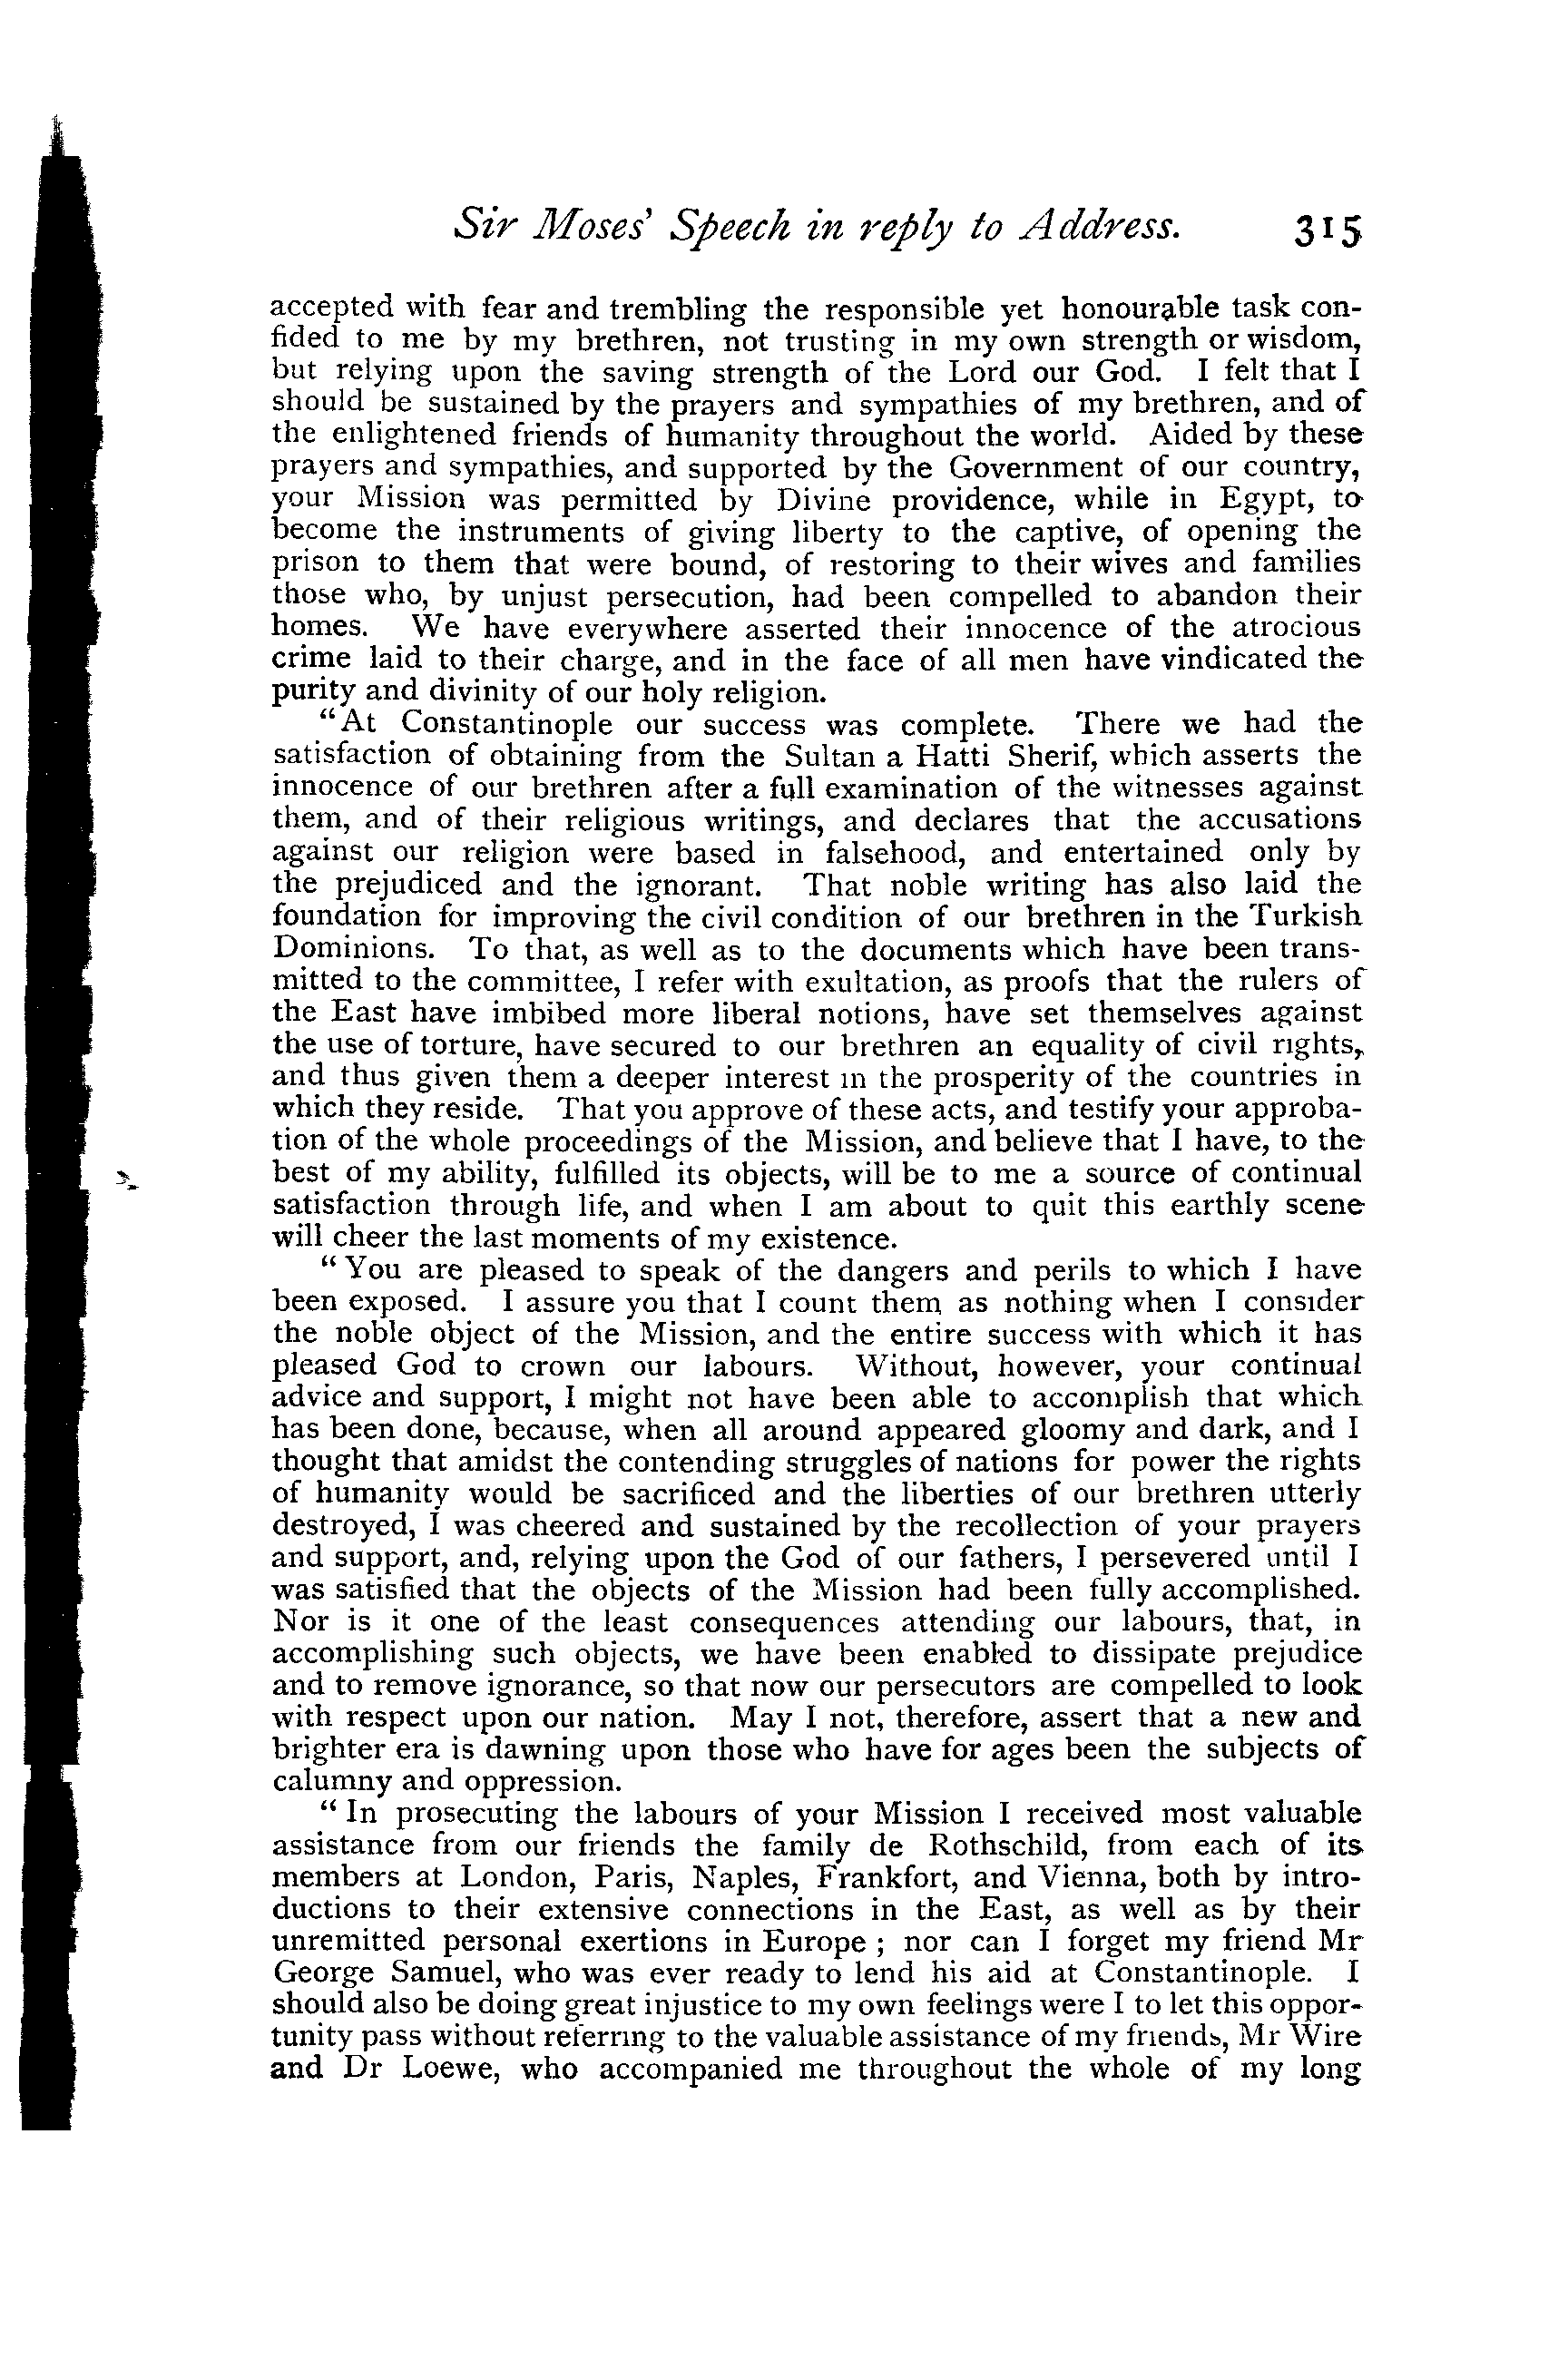 Sir Moses' Speech in reply to Address. 315
accepted with fear and trembling the responsible yet honourable task con-
fided to me by my brethren, not trusting in my own strength or wisdom,
but relying upon the saving strength of the Lord our God. I felt that I
should be sustained by the prayers and sympathies of my brethren, and of
the enlightened friends of humanity throughout the world. Aided by these
prayers and sympathies, and supported by the Government of our country,
your Mission was permitted by Divine providence, while in Egypt, to
become the instruments of giving liberty to the captive, of opening the
prison to them that were bound, of restoring to their wives and families
those who, by unjust persecution, had been compelled to abandon their
homes. We have everywhere asserted their innocence of the atrocious
crime laid to their charge, and in the face of all men have vindicated the
purity and divinity of our holy religion.
"At Constantinople our success was complete. There we had the
satisfaction of obtaining from the Sultan a Hatti Sherif, which asserts the
innocence of our brethren after a full examination of the witnesses against
them, and of their religious writings, and declares that the accusations
against our religion were based in falsehood, and entertained only by
the prejudiced and the ignorant. That noble writing has also laid the
foundation for improving the civil condition of our brethren in the Turkish
Dominions. To that, as well as to the documents which have been trans-
mitted to the committee, I refer with exultation, as proofs that the rulers of
the East have imbibed more liberal notions, have set themselves against
the use of torture, have secured to our brethren an equality of civil rights,
and thus given them a deeper interest in the prosperity of the countries in
which they reside. That you approve of these acts, and testify your approba-
tion of the whole proceedings of the Mission, and believe that I have, to the
best of my ability, fulfilled its objects, will be to me a source of continual
satisfaction through life, and when I am about to quit this earthly scene
will cheer the last moments of my existence.
"You are pleased to speak of the dangers and perils to which I have
been exposed. I assure you that I count them as nothing when I consider
the noble object of the Mission, and the entire success with which it has
pleased God to crown our labours. Without, however, your continual
advice and support, I might not have been able to accomplish that which
has been done, because, when all around appeared gloomy and dark, and I
thought that amidst the contending struggles of nations for power the rights
of humanity would be sacrificed and the liberties of our brethren utterly
destroyed, I was cheered and sustained by the recollection of your prayers
and support, and, relying upon the God of our fathers, I persevered until I
was satisfied that the objects of the Mission had been fully accomplished.
Nor is it one of the least consequences attending our labours, that, in
accomplishing such objects, we have been enabled to dissipate prejudice
and to remove ignorance, so that now our persecutors are compelled to look
with respect upon our nation. May I not, therefore, assert that a new and
brighter era is dawning upon those who have for ages been the subjects of
calumny and oppression.
"In prosecuting the labours of your Mission I received most valuable
assistance from our friends the family de Rothschild, from each of its
members at London, Paris, Naples, Frankfort, and Vienna, both by intro-
ductions to their extensive connections in the East, as well as by their
unremitted personal exertions in Europe ; nor can I forget my friend Mr
George Samuel, who was ever ready to lend his aid at Constantinople. I
should also be doing great injustice to my own feelings were I to let this oppor-
tunity pass without referring to the valuable assistance of my friends, Mr Wire
and Dr Loewe, who accompanied me throughout the whole of my long